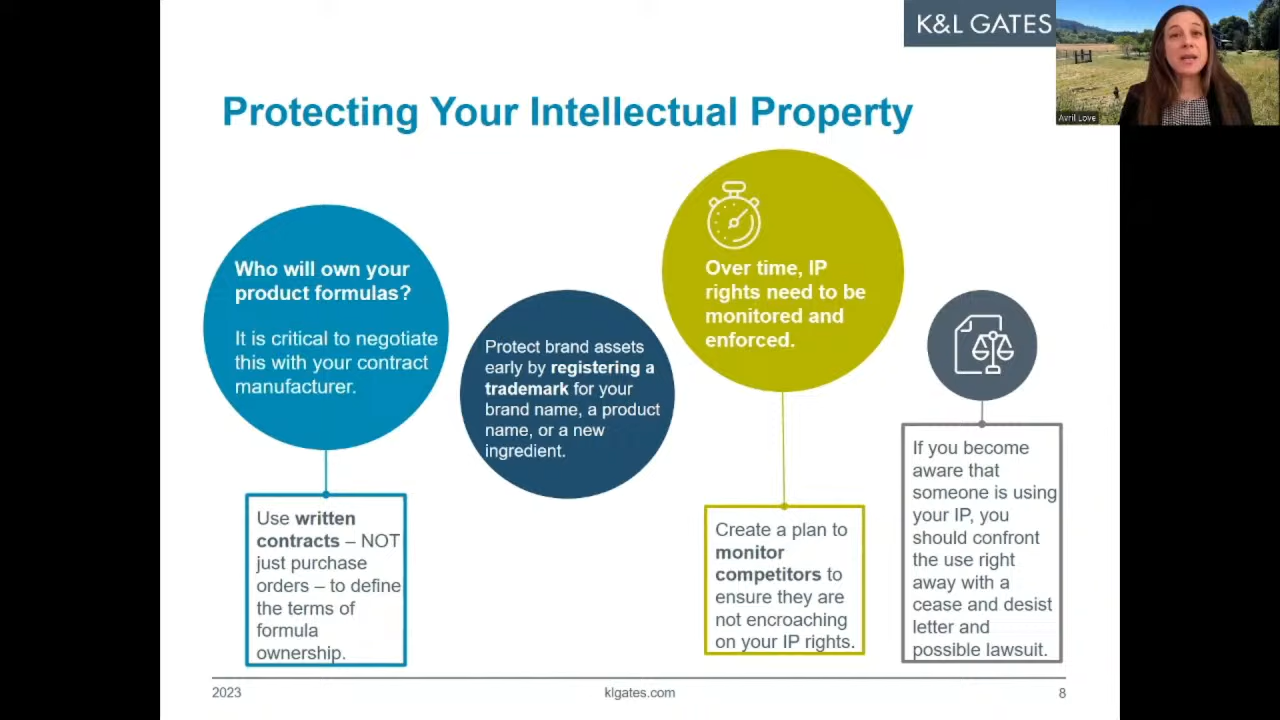 K&L GATES
Avril Love
Protecting Your Intellectual Property
Who will own your
product formulas?
It is critical to negotiate
this with your contract
manufacturer.
Use written
contracts – NOT
just purchase
orders – to define
the terms of
formula
ownership.
Protect brand assets
early by registering a
trademark for your
brand name, a product
name, or a new
ingredient.
Over time, IP
rights need to be
monitored and
enforced.
Create a plan to
monitor
competitors to
ensure they are
not encroaching
on your IP rights.
If you become
aware that
someone is using
your IP, you
should confront
the use right
away with a
cease and desist
letter and
possible lawsuit.
2023
klgates.com
8